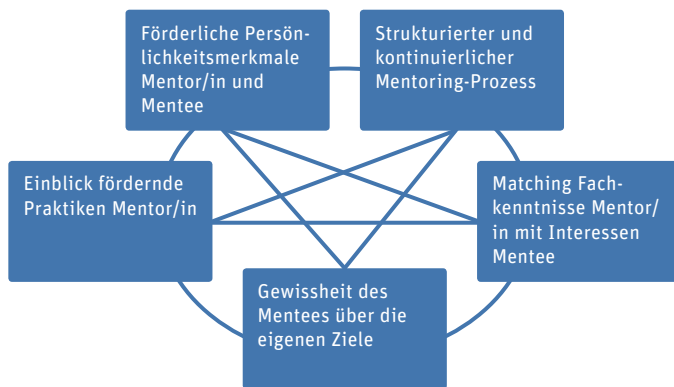 Förderliche Persön-
lichkeitsmerkmale
Mentor/in und
Mentee
Strukturierter und
kontinuierlicher
Mentoring-Prozess
Einblick fördernde
Praktiken Mentor/in
Matching Fach-
kenntnisse Mentor/
in mit Interessen
Mentee
Gewissheit des
Mentees über die
eigenen Ziele